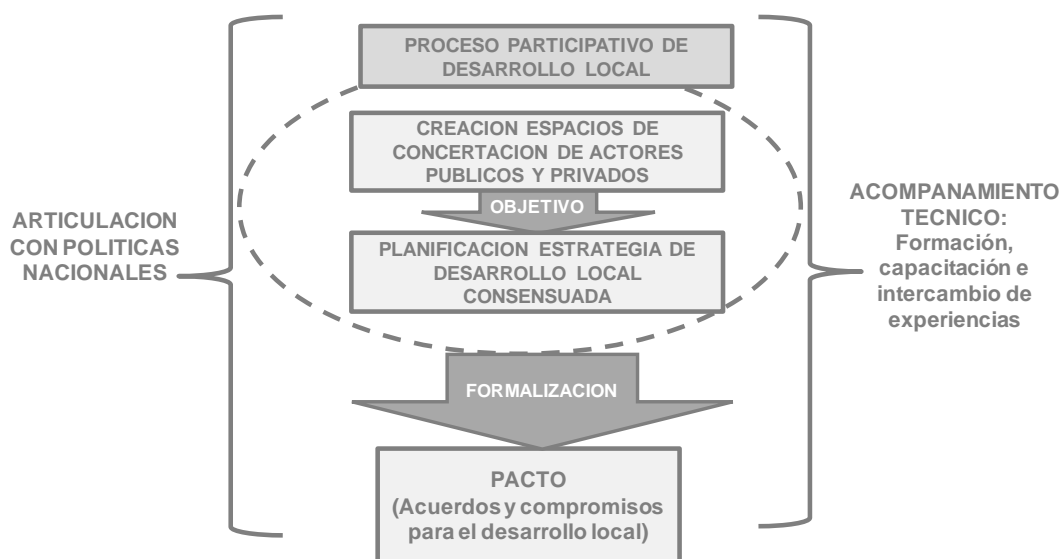 PROCESO PARTICIPATIVO DE
DESARROLLO LOCAL
CREACION ESPACIOS DE
CONCERTACION DE ACTORES
PUBLICOS Y PRIVADOS
OBJETIVO
PLANIFICACION ESTRATEGIA DE
DESARROLLO LOCAL
CONSENSUADA
ARTICULACION
CON POLITICAS
NACIONALES
ACOMPANAMIENTO
TECNICO:
Formación,
capacitación e
intercambio de
experiencias
FORMALIZACION
PACTO
(Acuerdos y compromisos
para el desarrollo local)